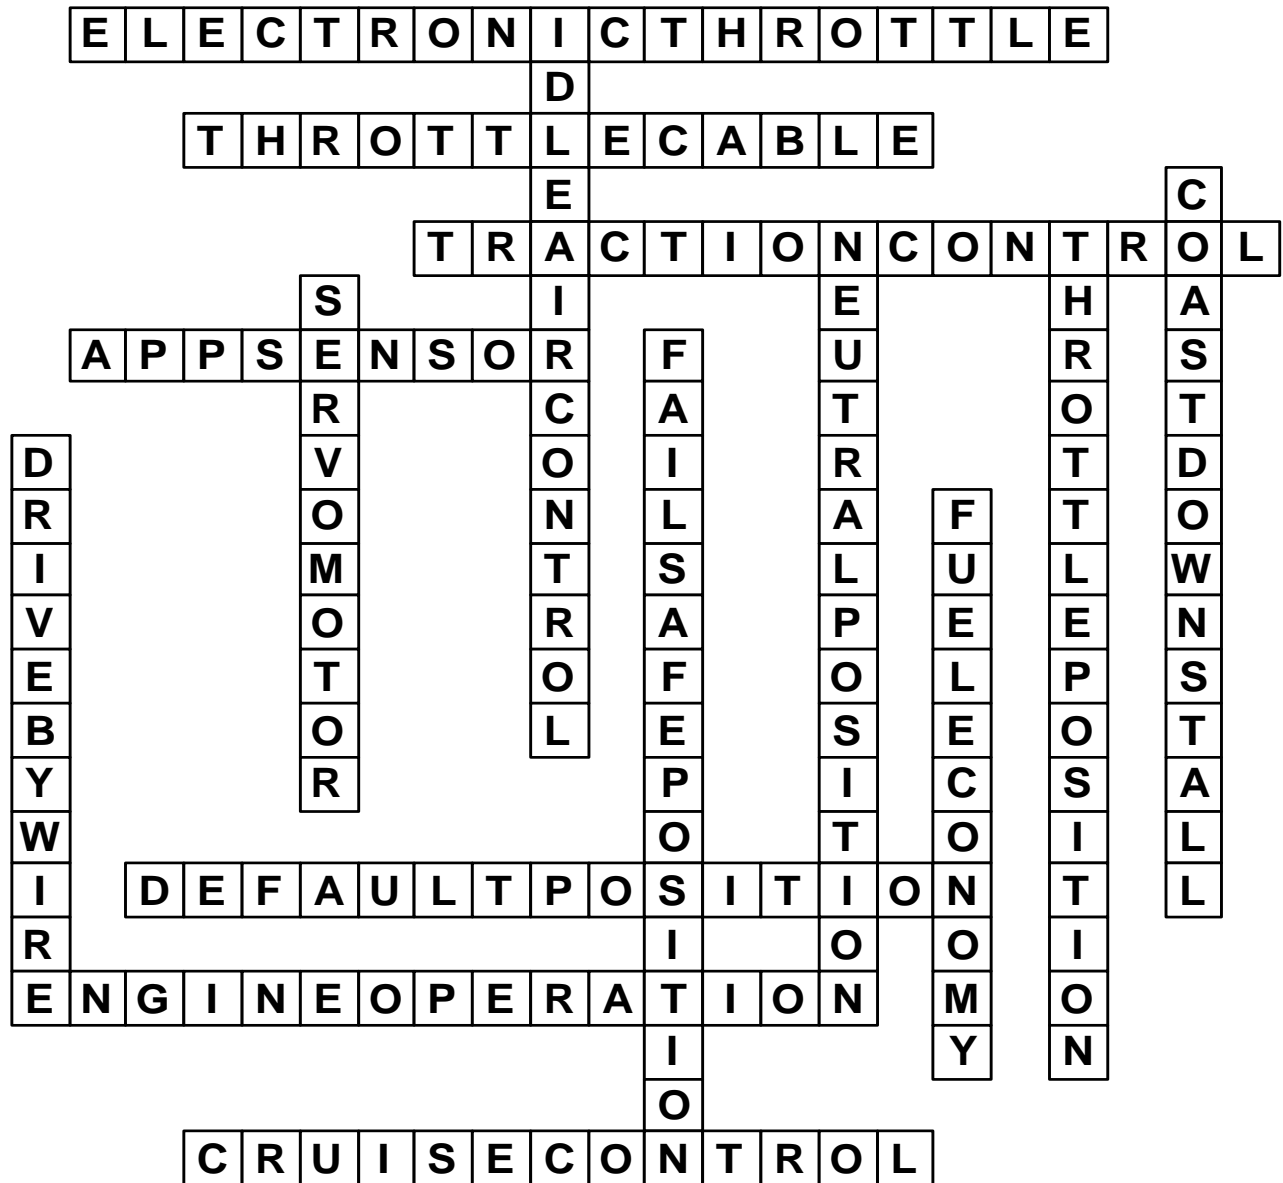 ELECTRONICTHROTTLE
IDLEAIRCONTROL
THROTTLECABLE
COASTDOWNSTALL
TRACTIONCONTROL
NEUTRALPOSITION
THROTTLEPOSITION
SERVOMOTOR
APPSENSOR
FAILSAFEPOSITION
DRIVEBYWIRE
FUELECONOMY
DEFAULTPOSITION
ENGINEOPERATION
CRUISECONTROL